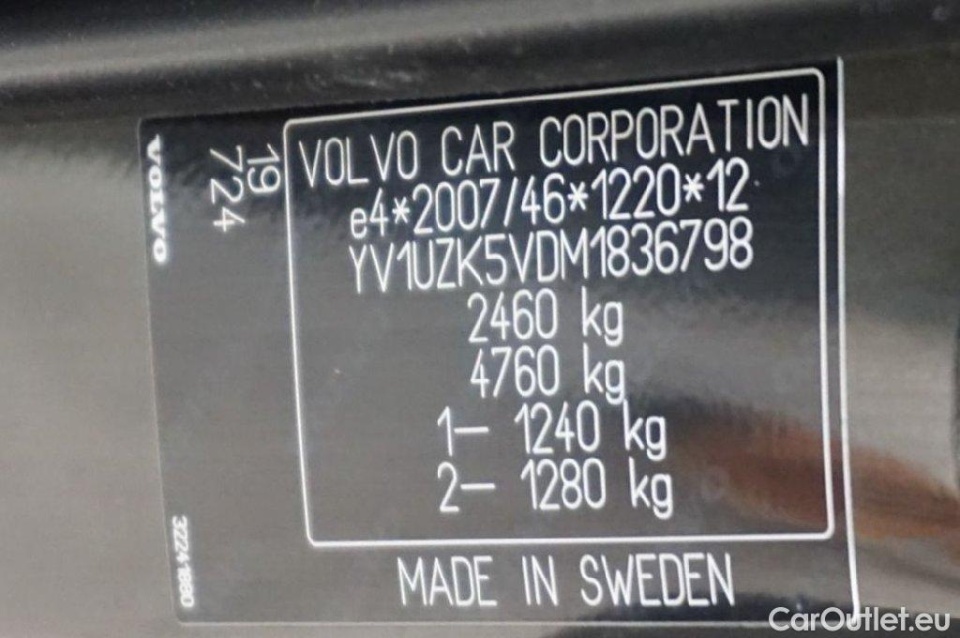 VOLVO
19
724
VOLVO CAR CORPORATION
e4*2007/46*1220*12
YV1UZK5VDM1836798
2460 kg
4760 kg
1– 1240 kg
2– 1280 kg
32241880
MADE IN SWEDEN
CarOutlet.eu